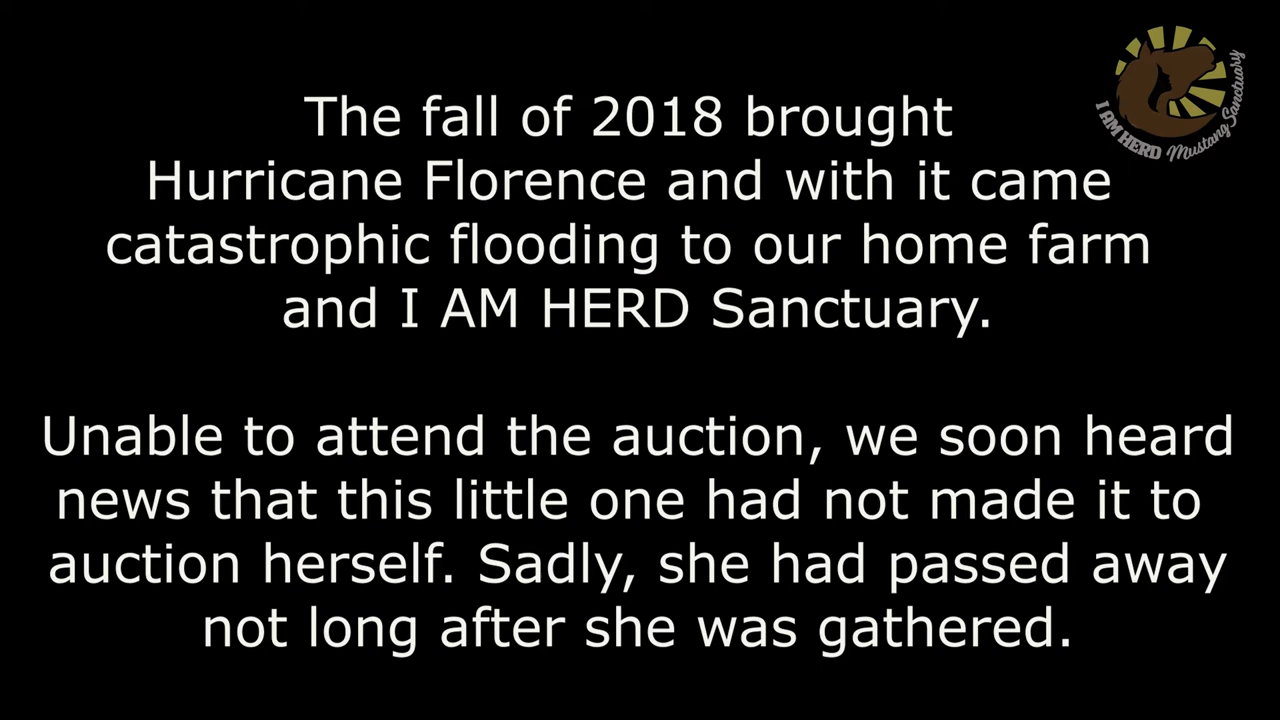 The fall of 2018 brought
Hurricane Florence and with it came
catastrophic flooding to our home farm
and I AM HERD Sanctuary.
Unable to attend the auction, we soon heard
news that this little one had not made it to
auction herself. Sadly, she had passed away
not long after she was gathered.
I AM HERD Mustang Sanctuary